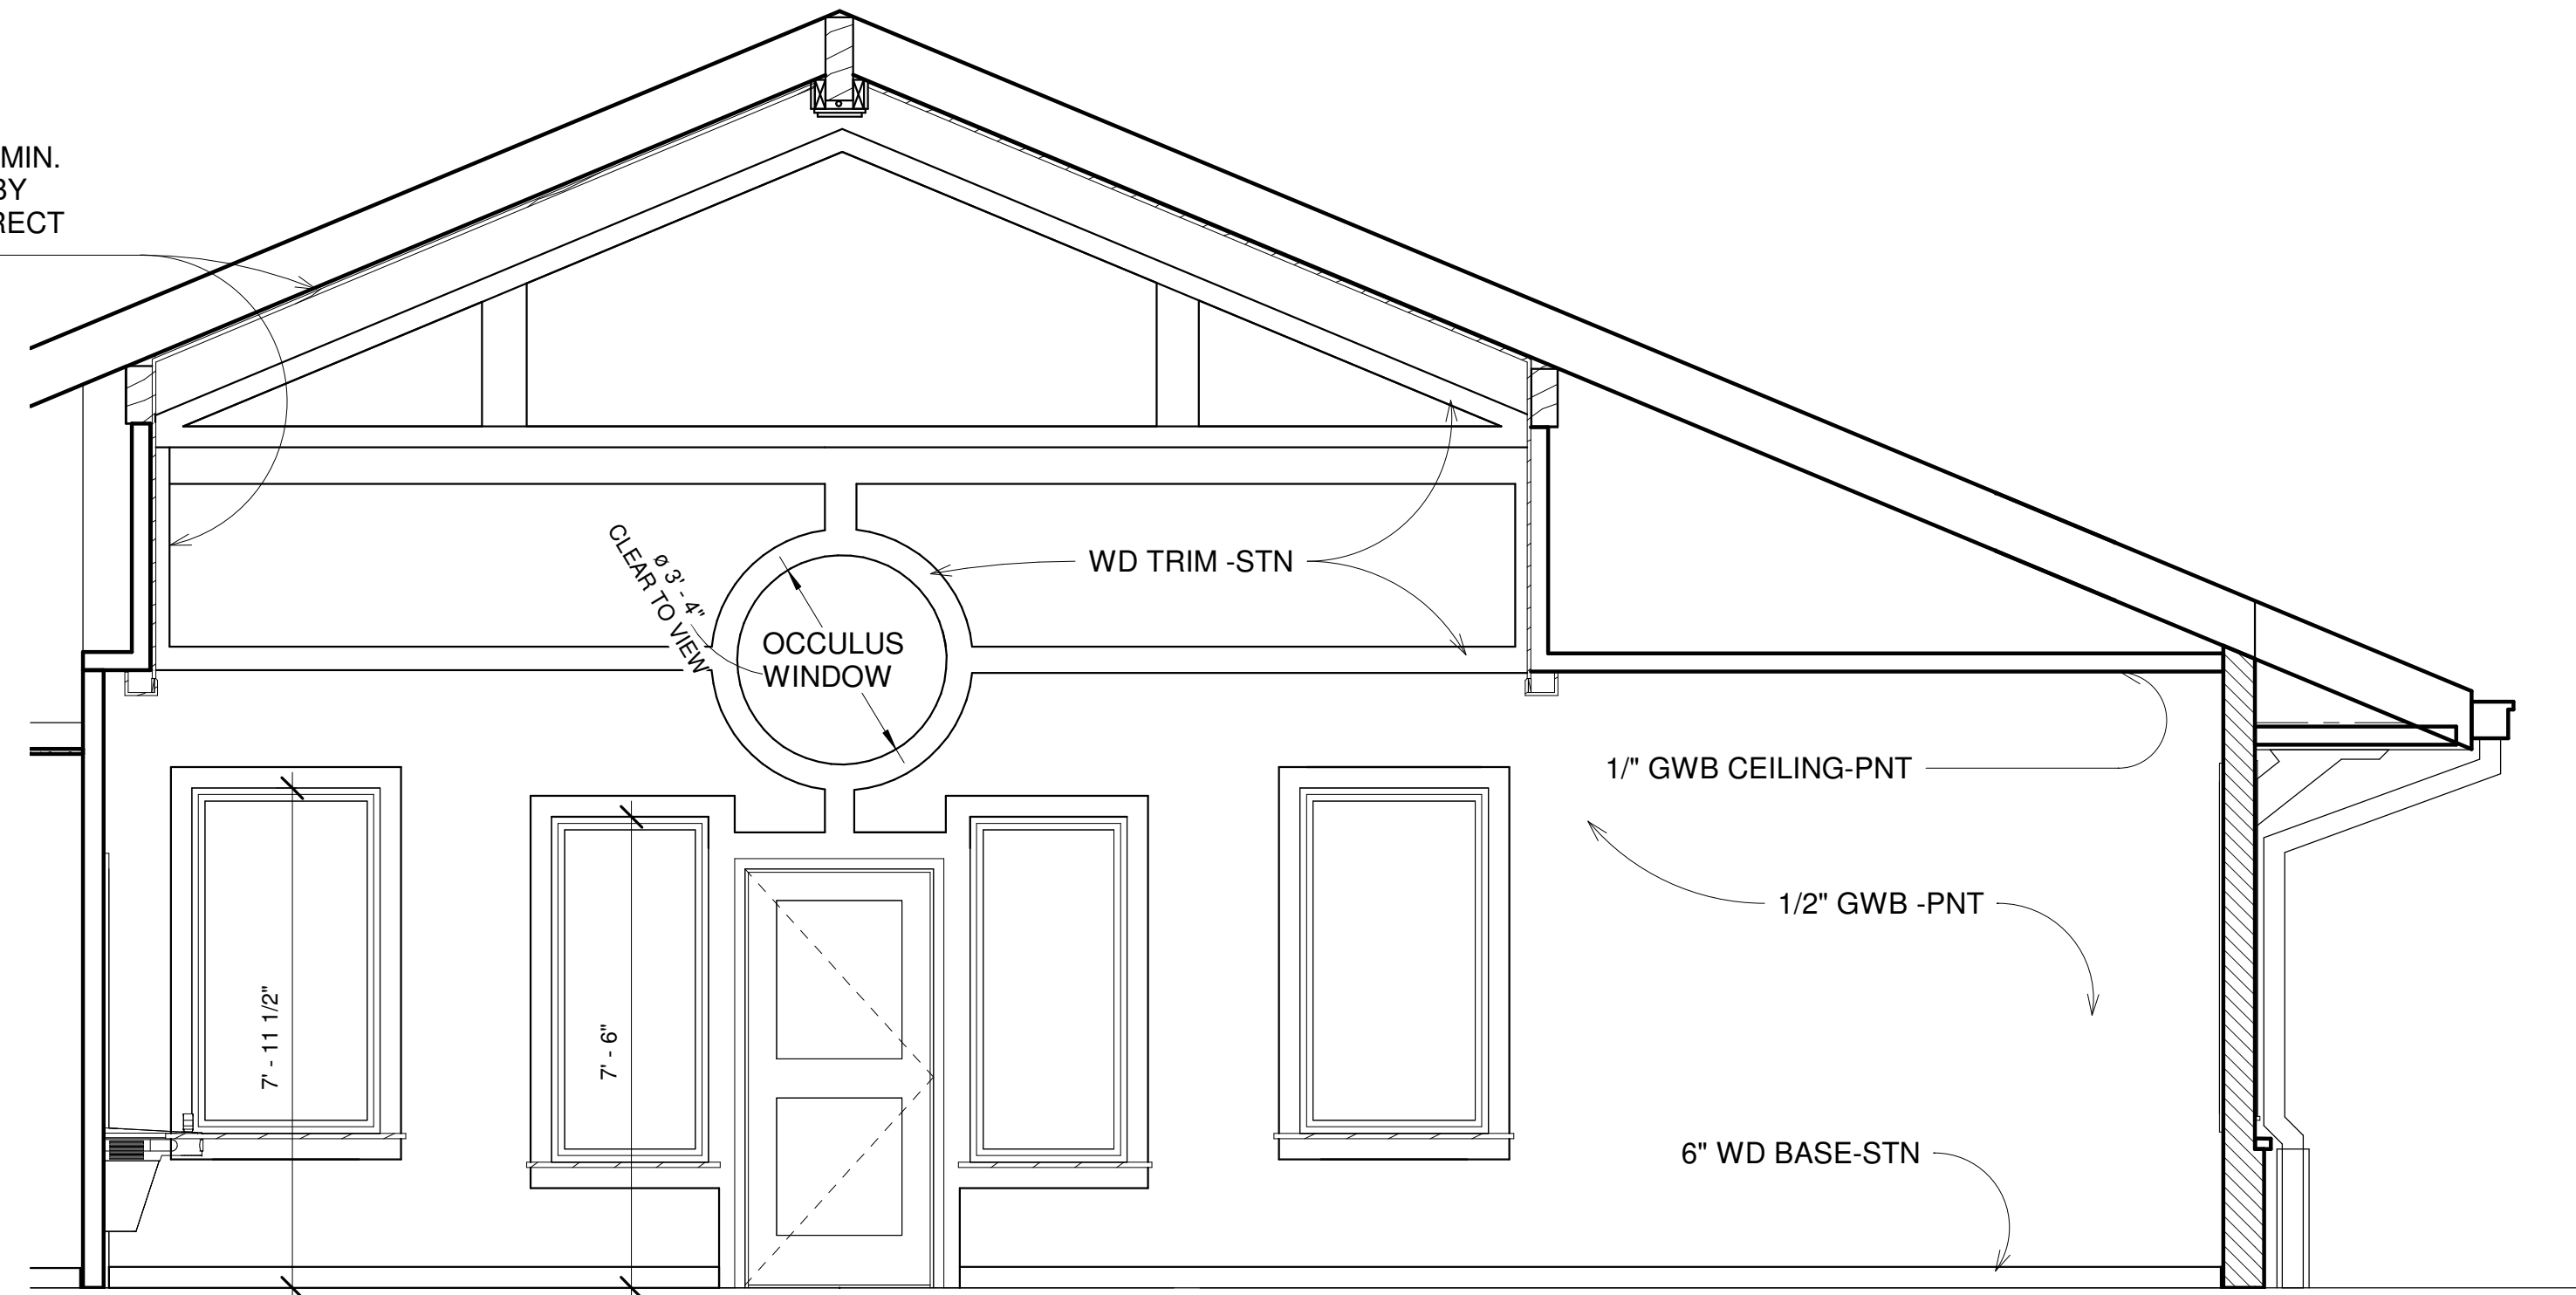 MIN.
BY
RECT
ø 3' - 4"
CLEAR TO VIEW
WD TRIM -STN
OCCULUS
WINDOW
1/" GWB CEILING-PNT
1/2" GWB -PNT
7' - 11 1/2"
7' - 6"
6" WD BASE-STN